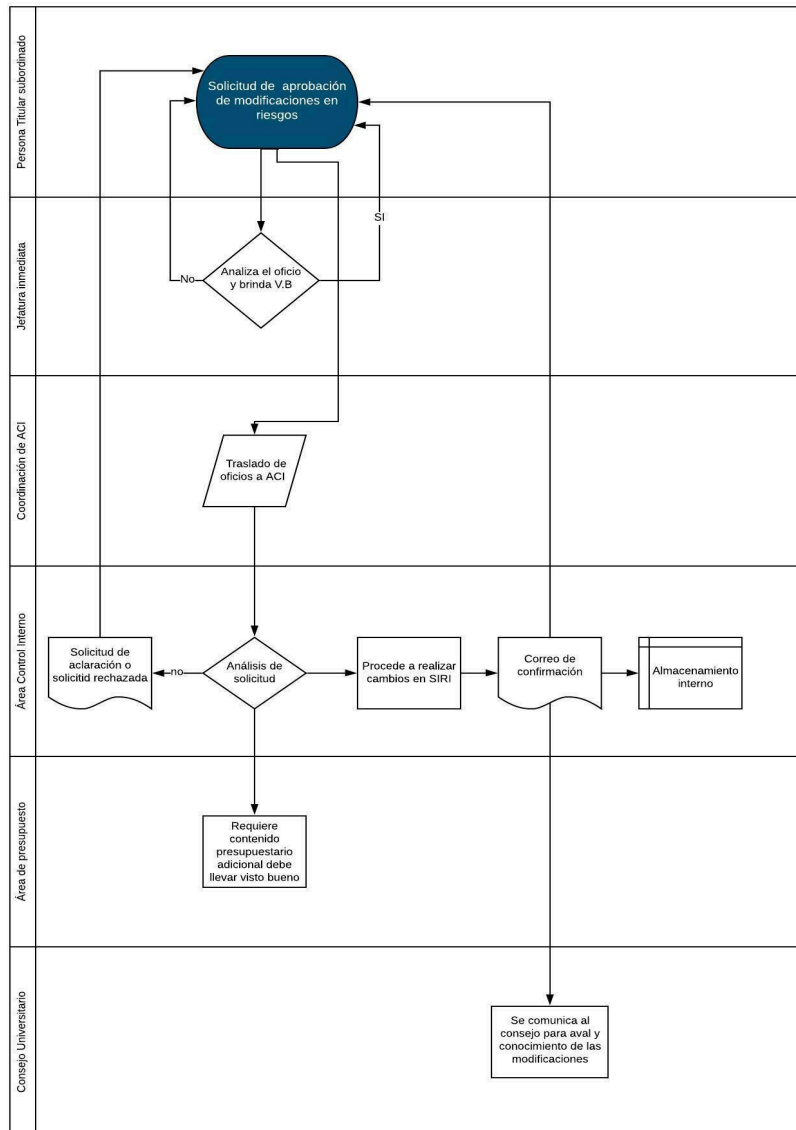 Persona Titular subordinado
Solicitud de aprobación
de modificaciones en
riesgos
Jefatura inmediata
SI
No
Analiza el oficio
y brinda V.B
Coordinación de ACI
Traslado de
oficios a ACI
Área Control Interno
Solicitud de
aclaración o
solicitid rechazada
no
Análisis de
solicitud
Procede a realizar
cambios en SIRI
Correo de
confirmación
Almacenamiento
interno
Área de presupuesto
Requiere
contenido
presupuestario
adicional debe
llevar visto bueno
Consejo Universitario
Se comunica al
consejo para aval y
conocimiento de las
modificaciones